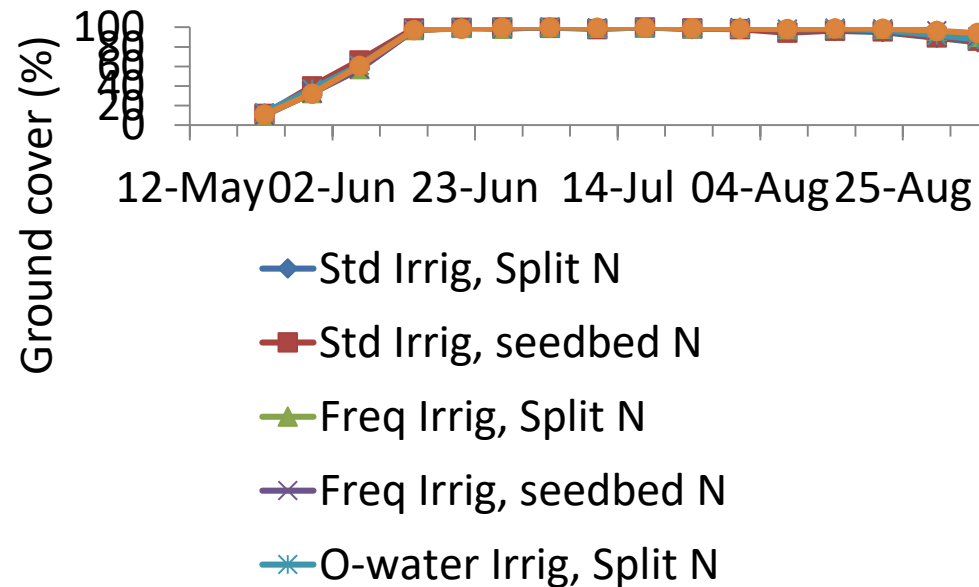 100
80
60
40
20
0
Ground cover (%)
12-May 02-Jun 23-Jun 14-Jul 04-Aug 25-Aug
Std Irrig, Split N
Std Irrig, seedbed N
Freq Irrig, Split N
Freq Irrig, seedbed N
O-water Irrig, Split N